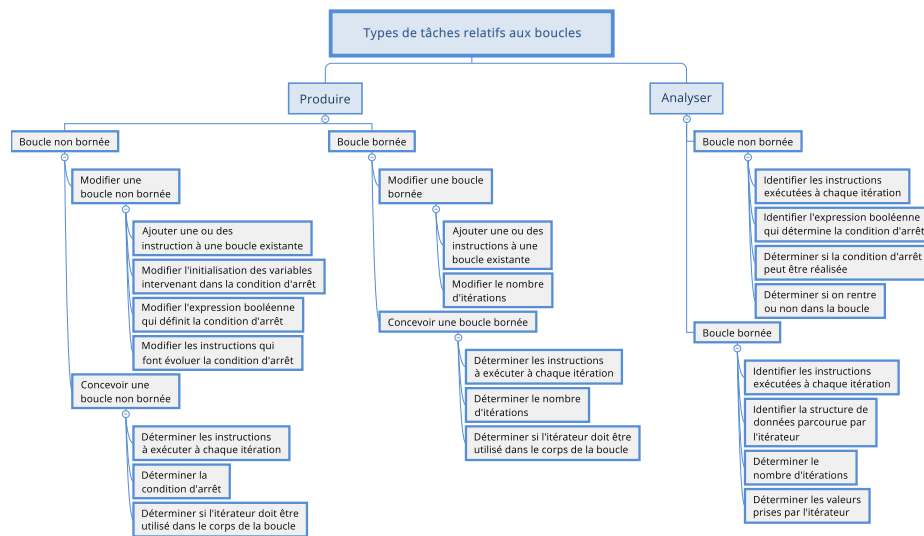 Types de tâches relatifs aux boucles
Produire
Boucle non bornée
Modifier une
boucle non bornée
Ajouter une ou des
instruction à une boucle existante
Modifier l'initialisation des variables
intervenant dans la condition d'arrêt
Modifier l'expression booléenne
qui définit la condition d'arrêt
Modifier les instructions qui
font évoluer la condition d'arrêt
Concevoir une
boucle non bornée
Déterminer les instructions
à exécuter à chaque itération
Déterminer la
condition d'arrêt
Déterminer si l'itérateur doit être
utilisé dans le corps de la boucle
Boucle bornée
Modifier une boucle
bornée
Ajouter une ou des
instructions à une
boucle existante
Modifier le nombre
d'itérations
Concevoir une boucle bornée
Déterminer les instructions
à exécuter à chaque itération
Déterminer le nombre
d'itérations
Déterminer si l'itérateur doit être
utilisé dans le corps de la boucle
Analyser
Boucle non bornée
Identifier les instructions
exécutées à chaque itération
Identifier l'expression booléenne
qui détermine la condition d'arrêt
Déterminer si la condition d'arrêt
peut être réalisée
Déterminer si on rentre
ou non dans la boucle
Boucle bornée
Identifier les instructions
exécutées à chaque itération
Identifier la structure de
données parcourue par
l'itérateur
Déterminer le
nombre d'itérations
Déterminer les valeurs
prises par l'itérateur